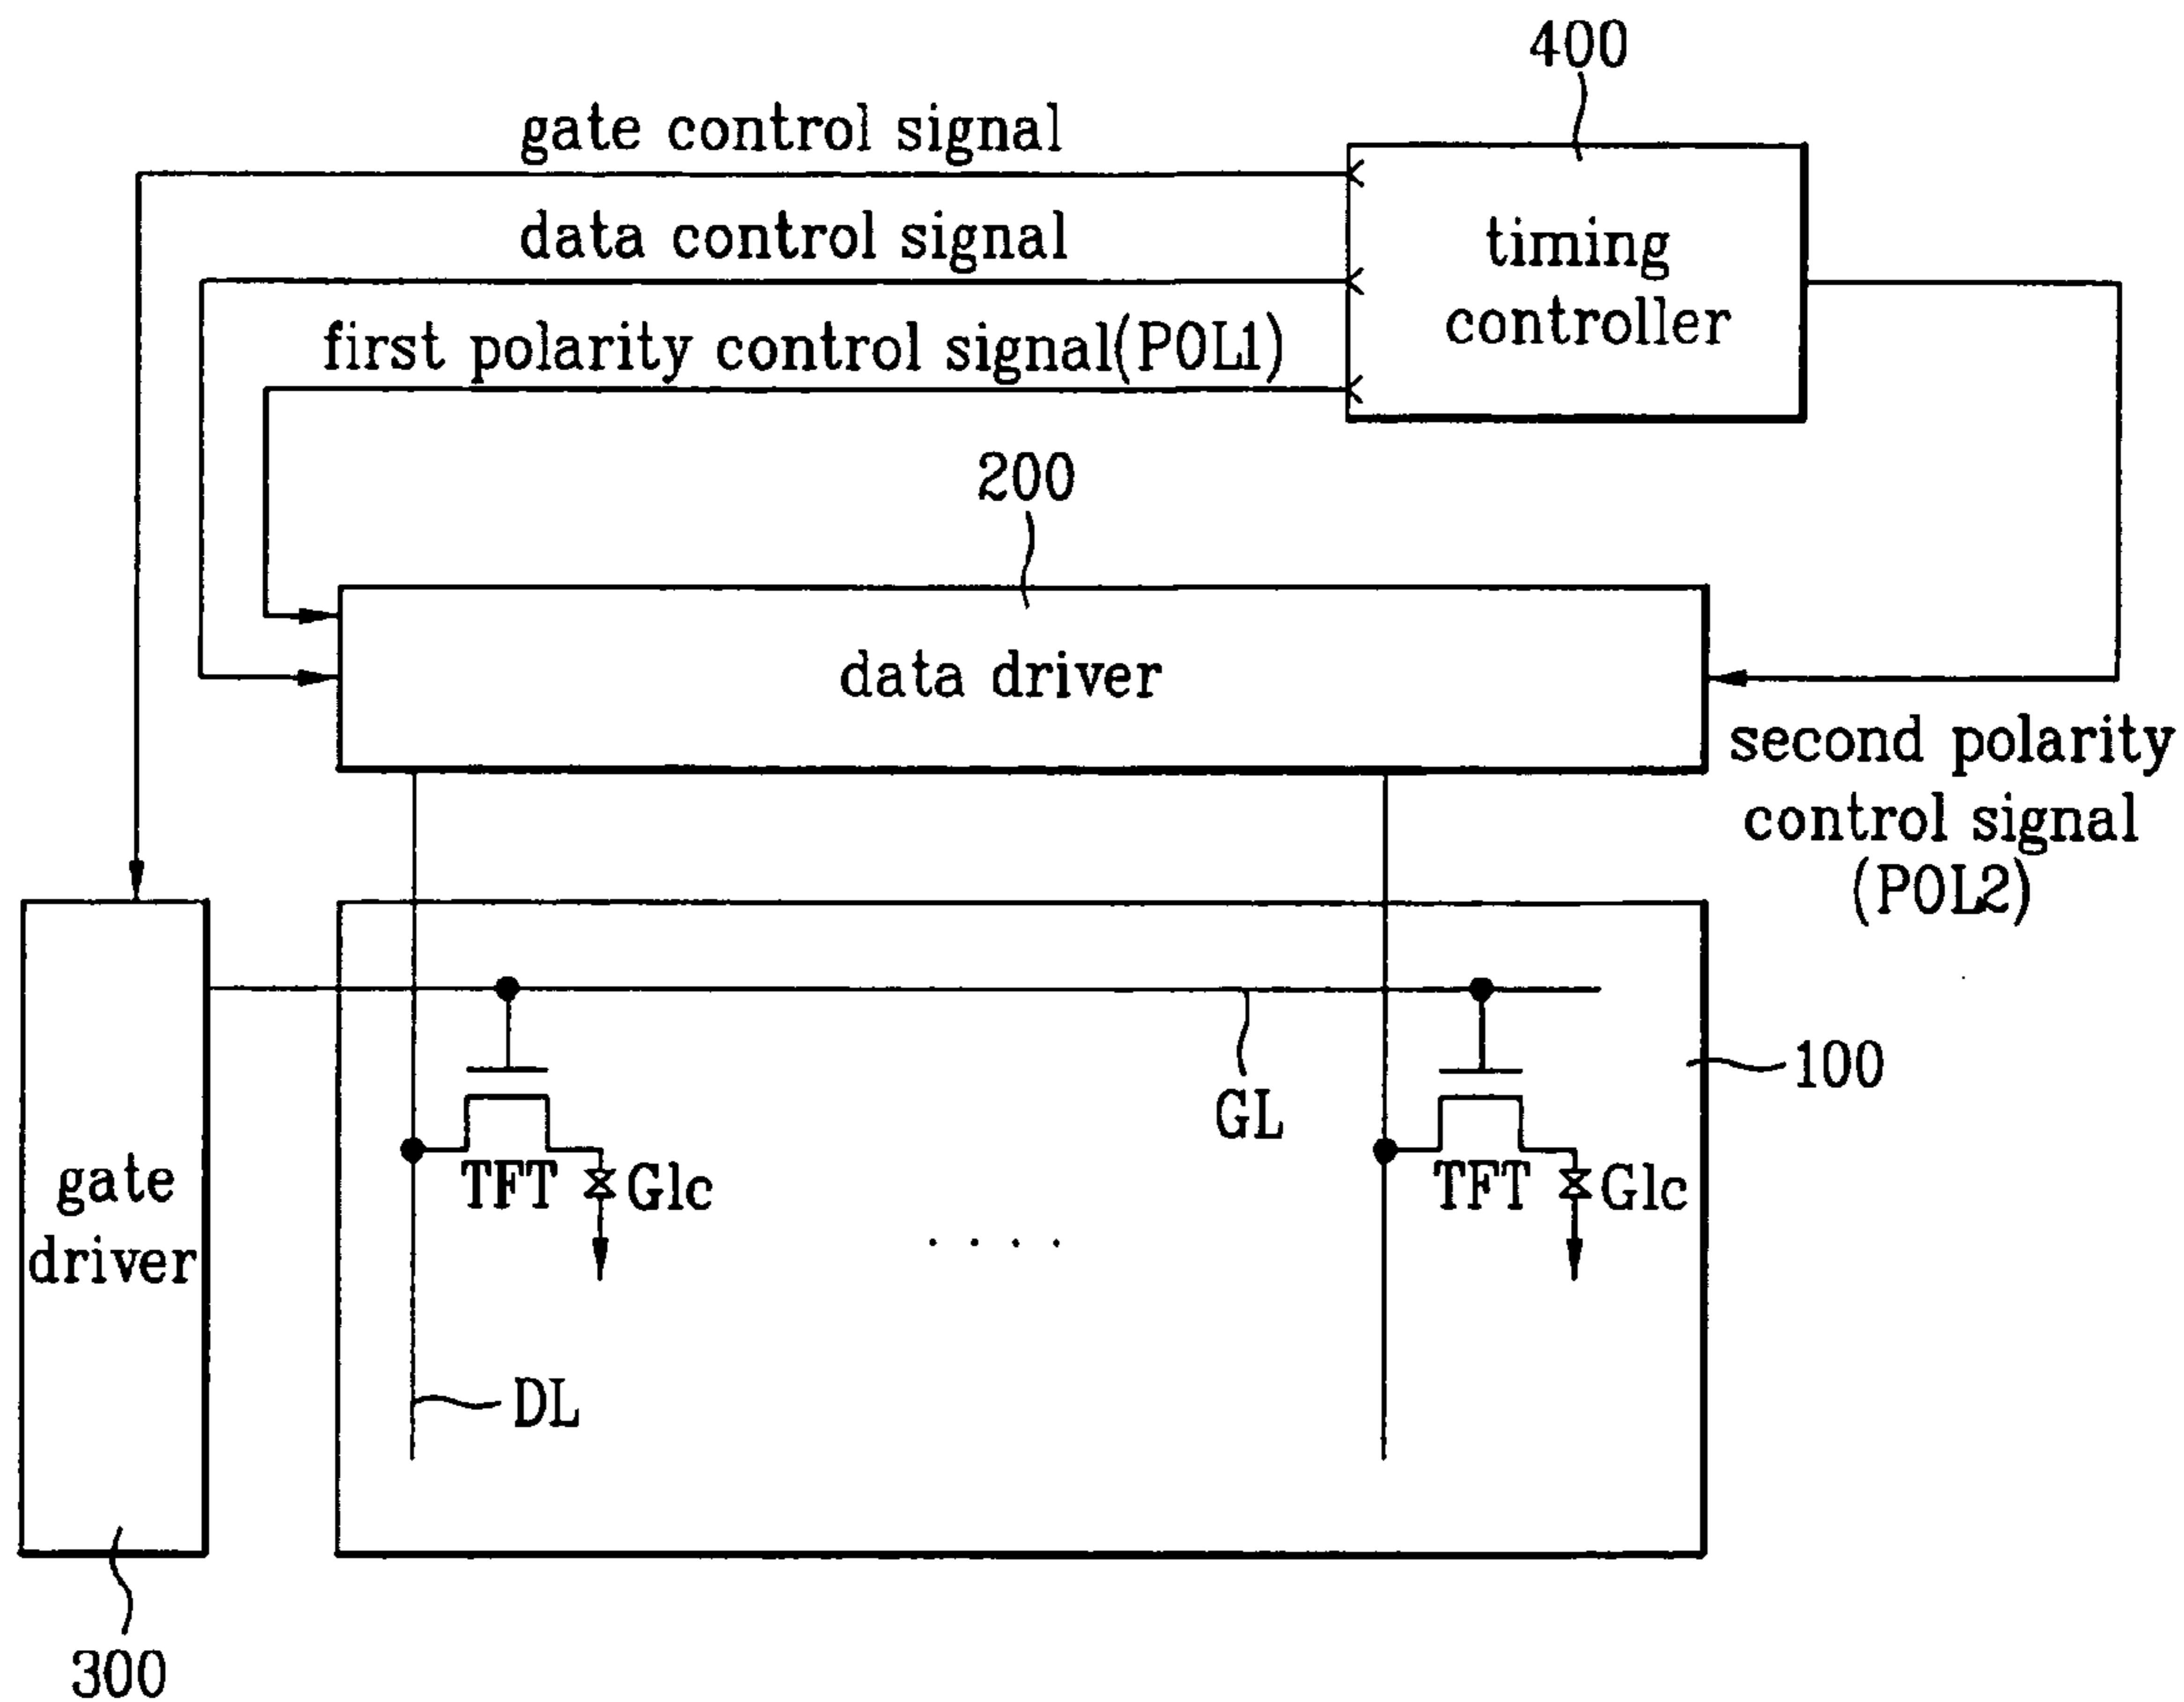 400
gate control signal
data control signal
timing
controller
first polarity control signal(POL1)
200
data driver
second polarity
control signal
(POL2)
100
GL
TFT
Glc
TFT
Glc
gate
driver
. . . .
DL
300